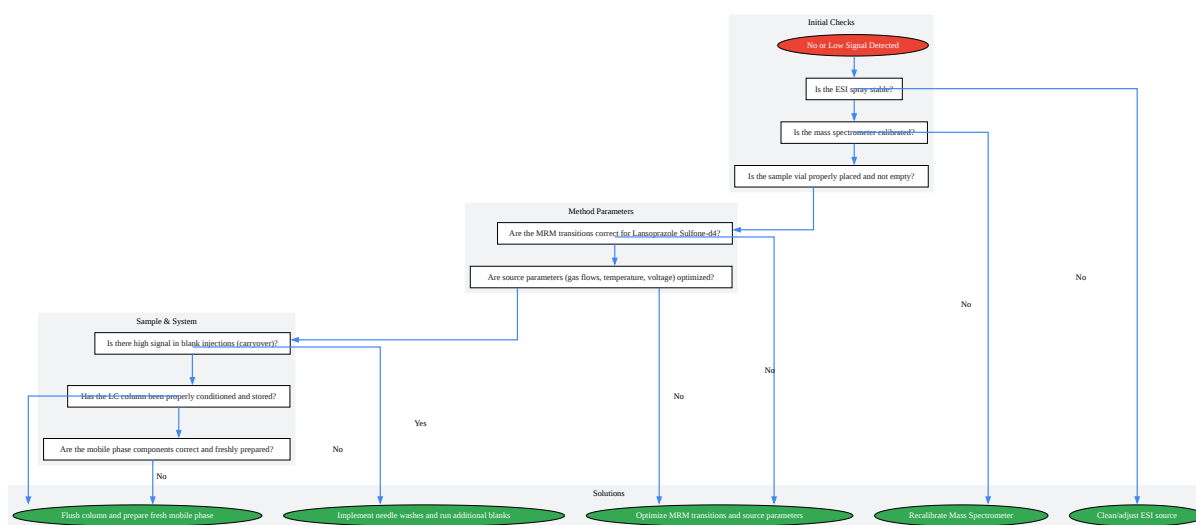 Initial Checks
No or Low Signal Detected
Is the ESI spray stable?
Is the mass spectrometer calibrated?
Is the sample vial properly placed and not empty?
Method Parameters
Are the MRM transitions correct for Lansoprazole Sulfone-d4?
Are source parameters (gas flows, temperature, voltage) optimized?
No
No
Sample & System
Is there high signal in blank injections (carryover)?
No
Has the LC column been properly conditioned and stored?
No
Yes
Are the mobile phase components correct and freshly prepared?
No
No
Solutions
Flush column and prepare fresh mobile phase
Implement needle washes and run additional blanks
Optimize MRM transitions and source parameters
Recalibrate Mass Spectrometer
Clean/adjust ESI source